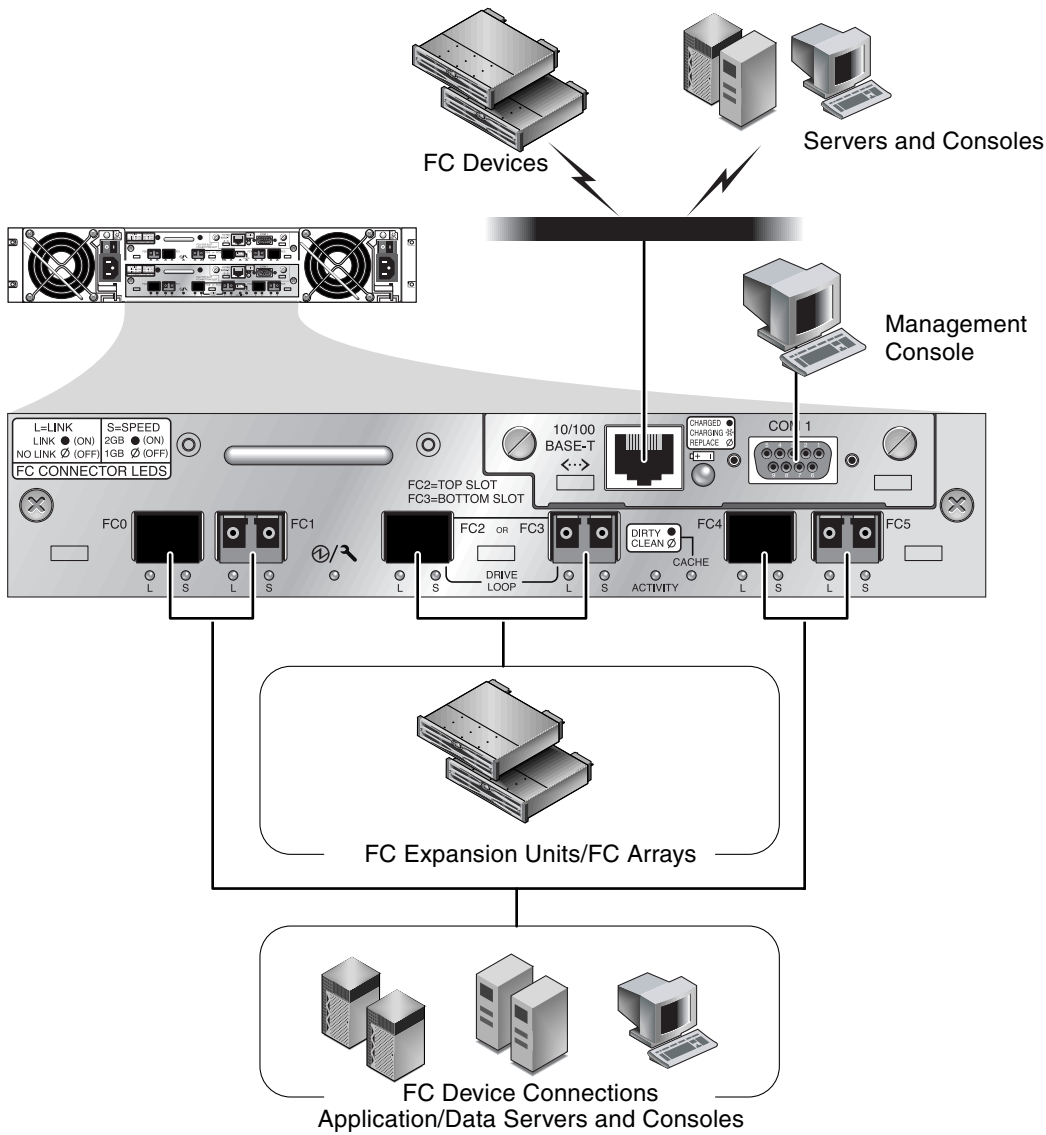 FC Devices
Servers and Consoles
Management
Console
L=LINK S=SPEED
LINK ● (ON) 2GB ● (ON)
NO LINK Ø (OFF) 1GB Ø (OFF)
FC CONNECTOR LEDS
10/100
BASE-T
<··>
CHARGED ●
CHARGING ☼
REPLACE Ø
+ -
COM 1
FC2=TOP SLOT
FC3=BOTTOM SLOT
FC0
FC1
FC2 OR FC3
DIRTY ●
CLEAN Ø
CACHE
FC4
FC5
L S L S L S
DRIVE
LOOP
L S ACTIVITY L S L S
FC Expansion Units/FC Arrays
FC Device Connections
Application/Data Servers and Consoles